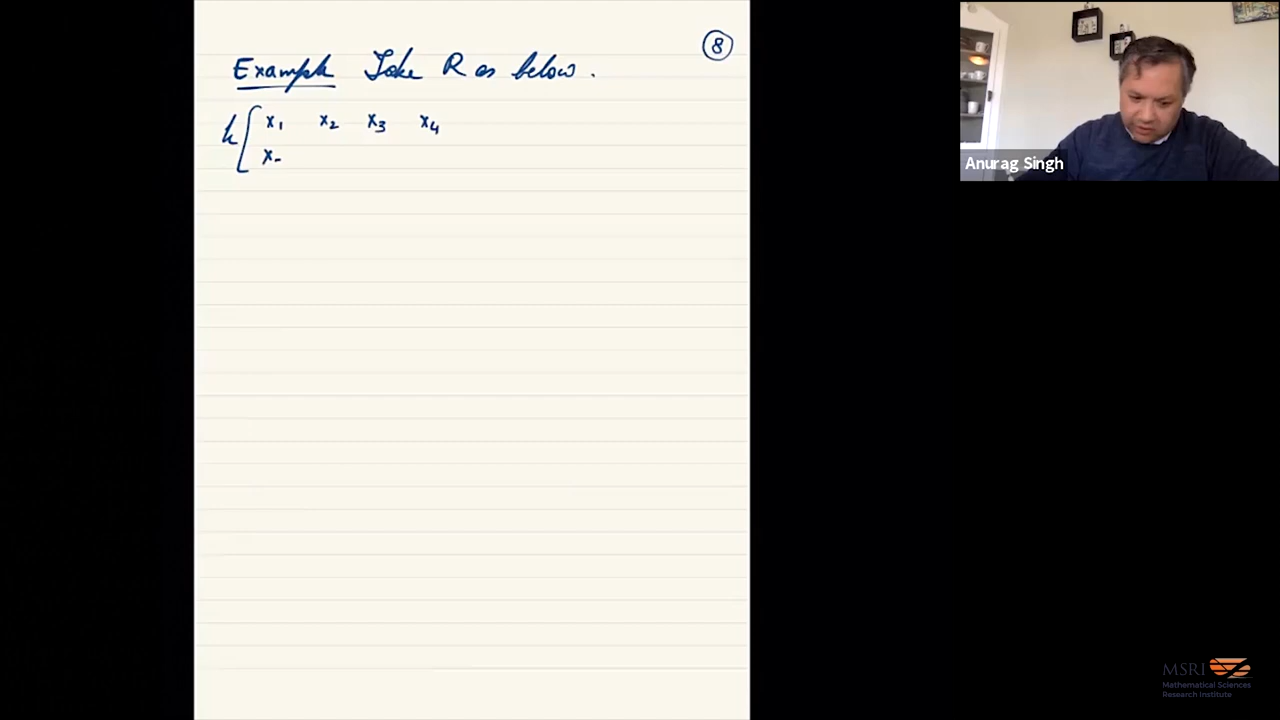 ⑧
Example Take R as below.
k[ x₁ x₂ x₃ x₄
x
Anurag Singh
MSRI
Mathematical Sciences
Research Institute